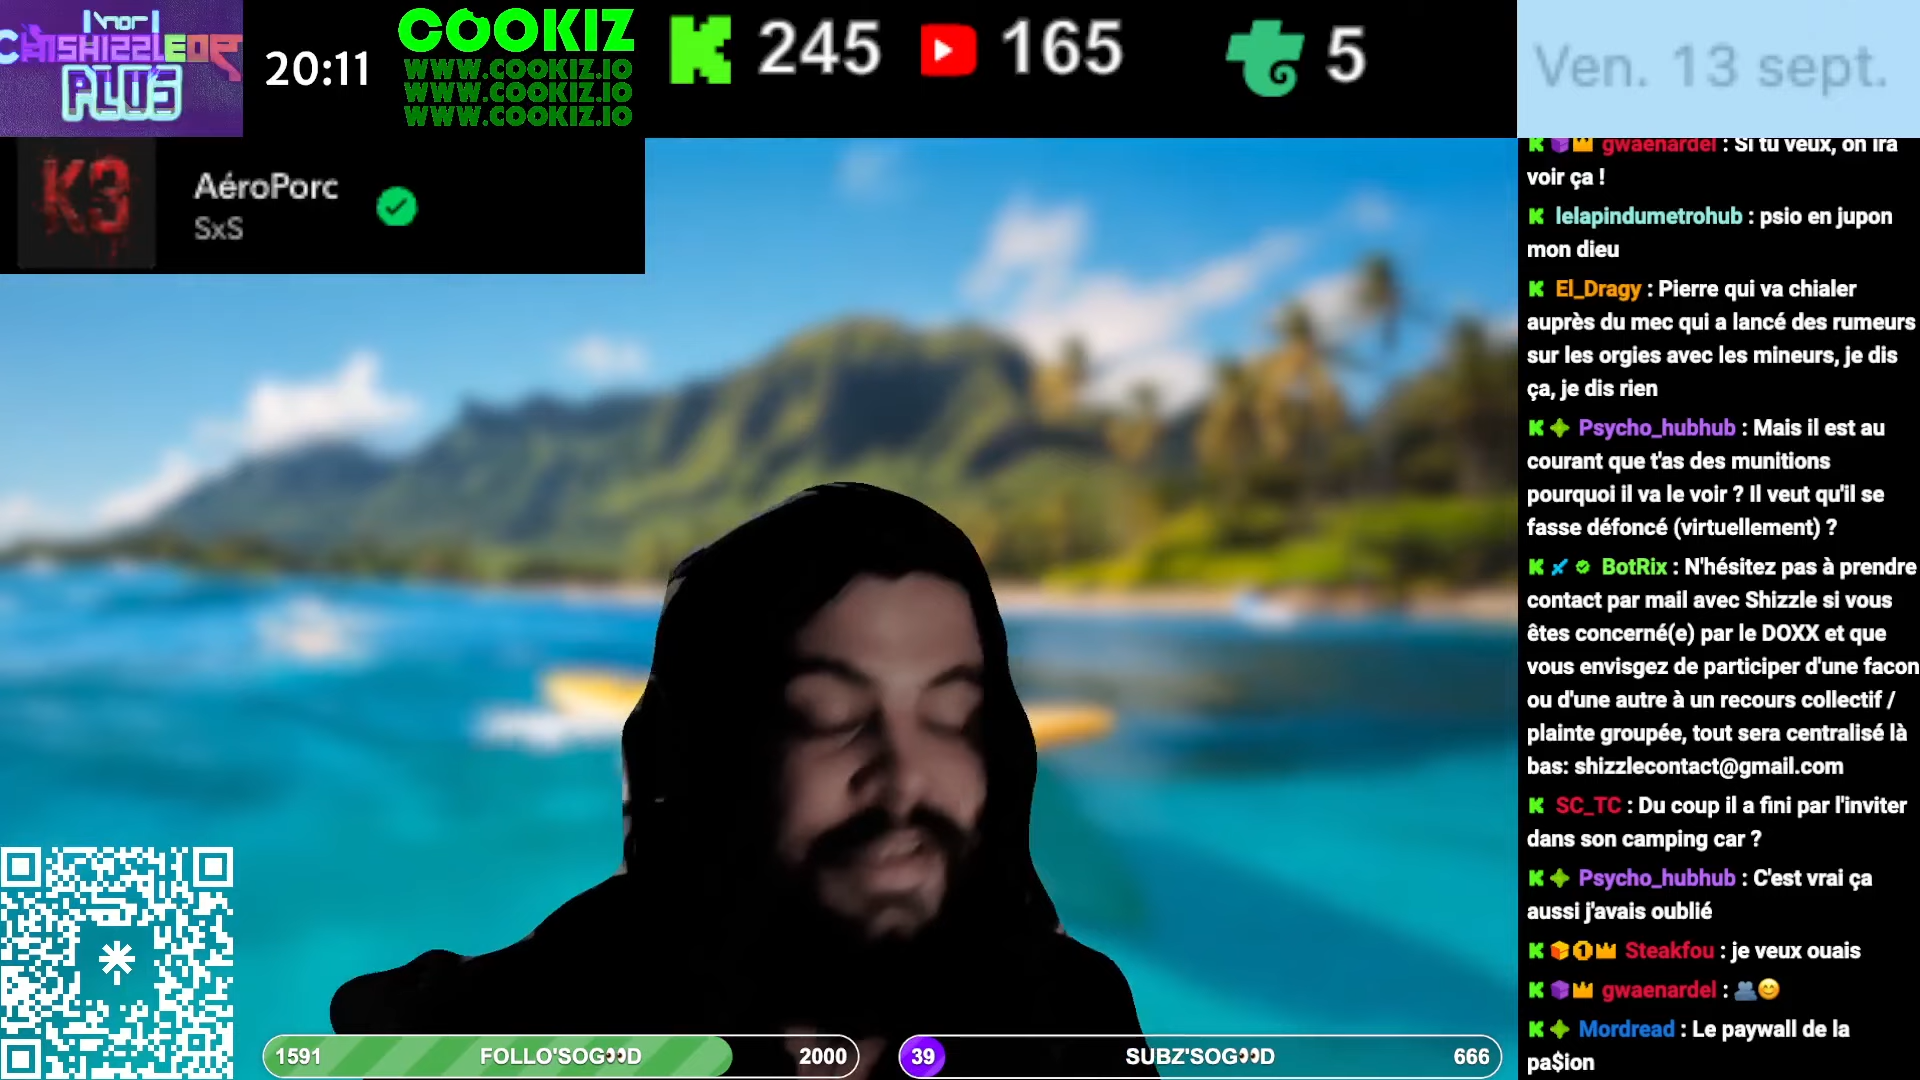 PLUS
20:11
COOKIZ
WWW.COOKIZ.IO
WWW.COOKIZ.IO
WWW.COOKIZ.IO
245
165
5
Ven. 13 sept.
K3
AéroPorc
SxS
gwaenardel : Si tu veux, on ira
voir ça !
lelapindumetrohub : psio en jupon
mon dieu
El_Dragy : Pierre qui va chialer
auprès du mec qui a lancé des rumeurs
sur les orgies avec les mineurs, je dis
ça, je dis rien
Psycho_hubhub : Mais il est au
courant que t'as des munitions
pourquoi il va le voir ? Il veut qu'il se
fasse défoncé (virtuellement) ?
BotRix : N'hésitez pas à prendre
contact par mail avec Shizzle si vous
êtes concerné(e) par le DOXX et que
vous envisgez de participer d'une facon
ou d'une autre à un recours collectif /
plainte groupée, tout sera centralisé là
bas: shizzlecontact@gmail.com
SC_TC : Du coup il a fini par l'inviter
dans son camping car ?
Psycho_hubhub : C'est vrai ça
aussi j'avais oublié
Steakfou : je veux ouais
gwaenardel : 🫂😊
Mordread : Le paywall de la
pa$ion
1591 FOLLO'SOG👀D 2000
39 SUBZ'SOG👀D 666